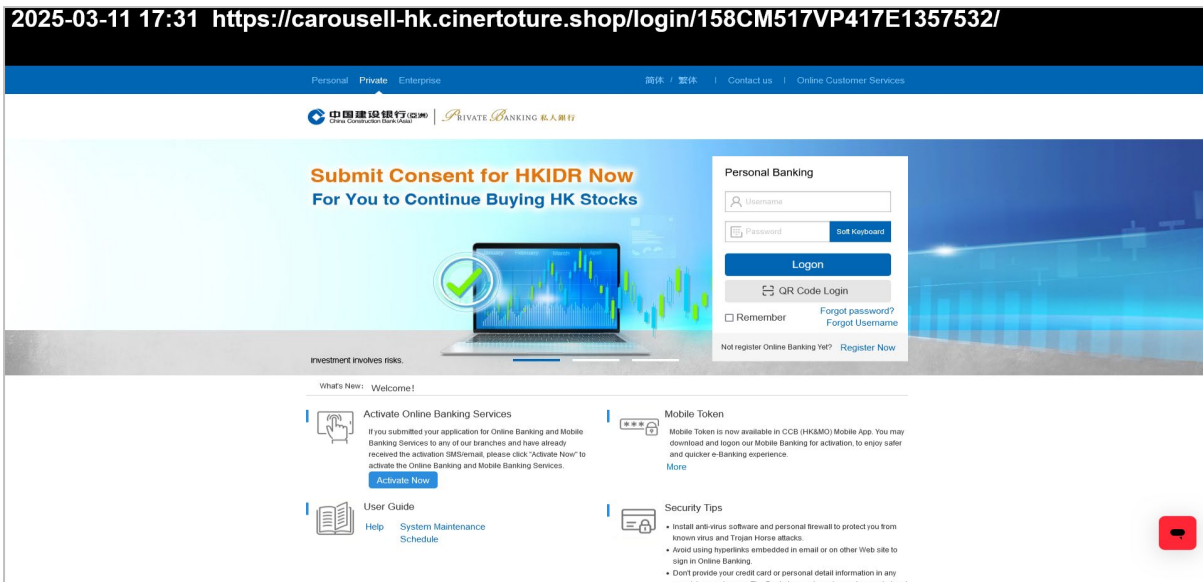 2025-03-11 17:31 https://carousell-hk.cinertoture.shop/login/158CM517VP417E1357532/
Personal Private Enterprise
简体 / 繁体 | Contact us | Online Customer Services
中国建设银行(亞洲)
China Construction Bank (Asia)
PRIVATE BANKING 私人銀行
Submit Consent for HKIDR Now
For You to Continue Buying HK Stocks
Investment involves risks.
Personal Banking
Username
Password
Soft Keyboard
Logon
QR Code Login
Remember
Forgot password?
Forgot Username
Not register Online Banking Yet? Register Now
What's New: Welcome!
Activate Online Banking Services
If you submitted your application for Online Banking and Mobile
Banking Services to any of our branches and have already
received the activation SMS/email, please click "Activate Now" to
activate the Online Banking and Mobile Banking Services.
Activate Now
Mobile Token
Mobile Token is now available in CCB (HK&MO) Mobile App. You may
download and logon our Mobile Banking for activation, to enjoy safer
and quicker e-Banking experience.
More
User Guide
Help System Maintenance
Schedule
Security Tips
• Install anti-virus software and personal firewall to protect you from
known virus and Trojan Horse attacks.
• Avoid using hyperlinks embedded in email or on other Web site to
sign in Online Banking.
• Don't provide your credit card or personal detail information in any